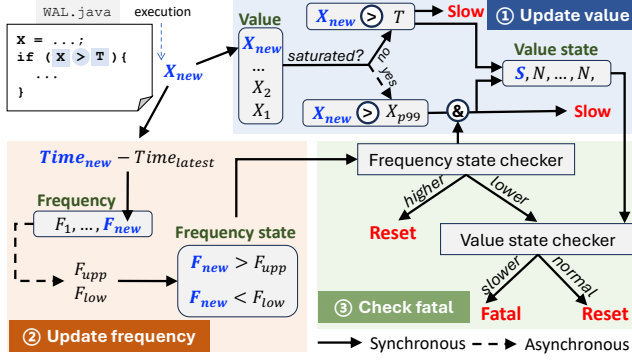 WAL.java
execution
X = ...;
if (X > T){
...
}
X_new
Value
X_new
...
X_2
X_1
saturated?
no
yes
X_new > T
Slow
X_new > X_p99
&
Slow
① Update value
Value state
S, N, ..., N,
Time_new − Time_latest
Frequency
F_1, ..., F_new
F_upp
F_low
Frequency state
F_new > F_upp
F_new < F_low
② Update frequency
Frequency state checker
higher
lower
Reset
Value state checker
slower
normal
Fatal
Reset
③ Check fatal
Synchronous
Asynchronous